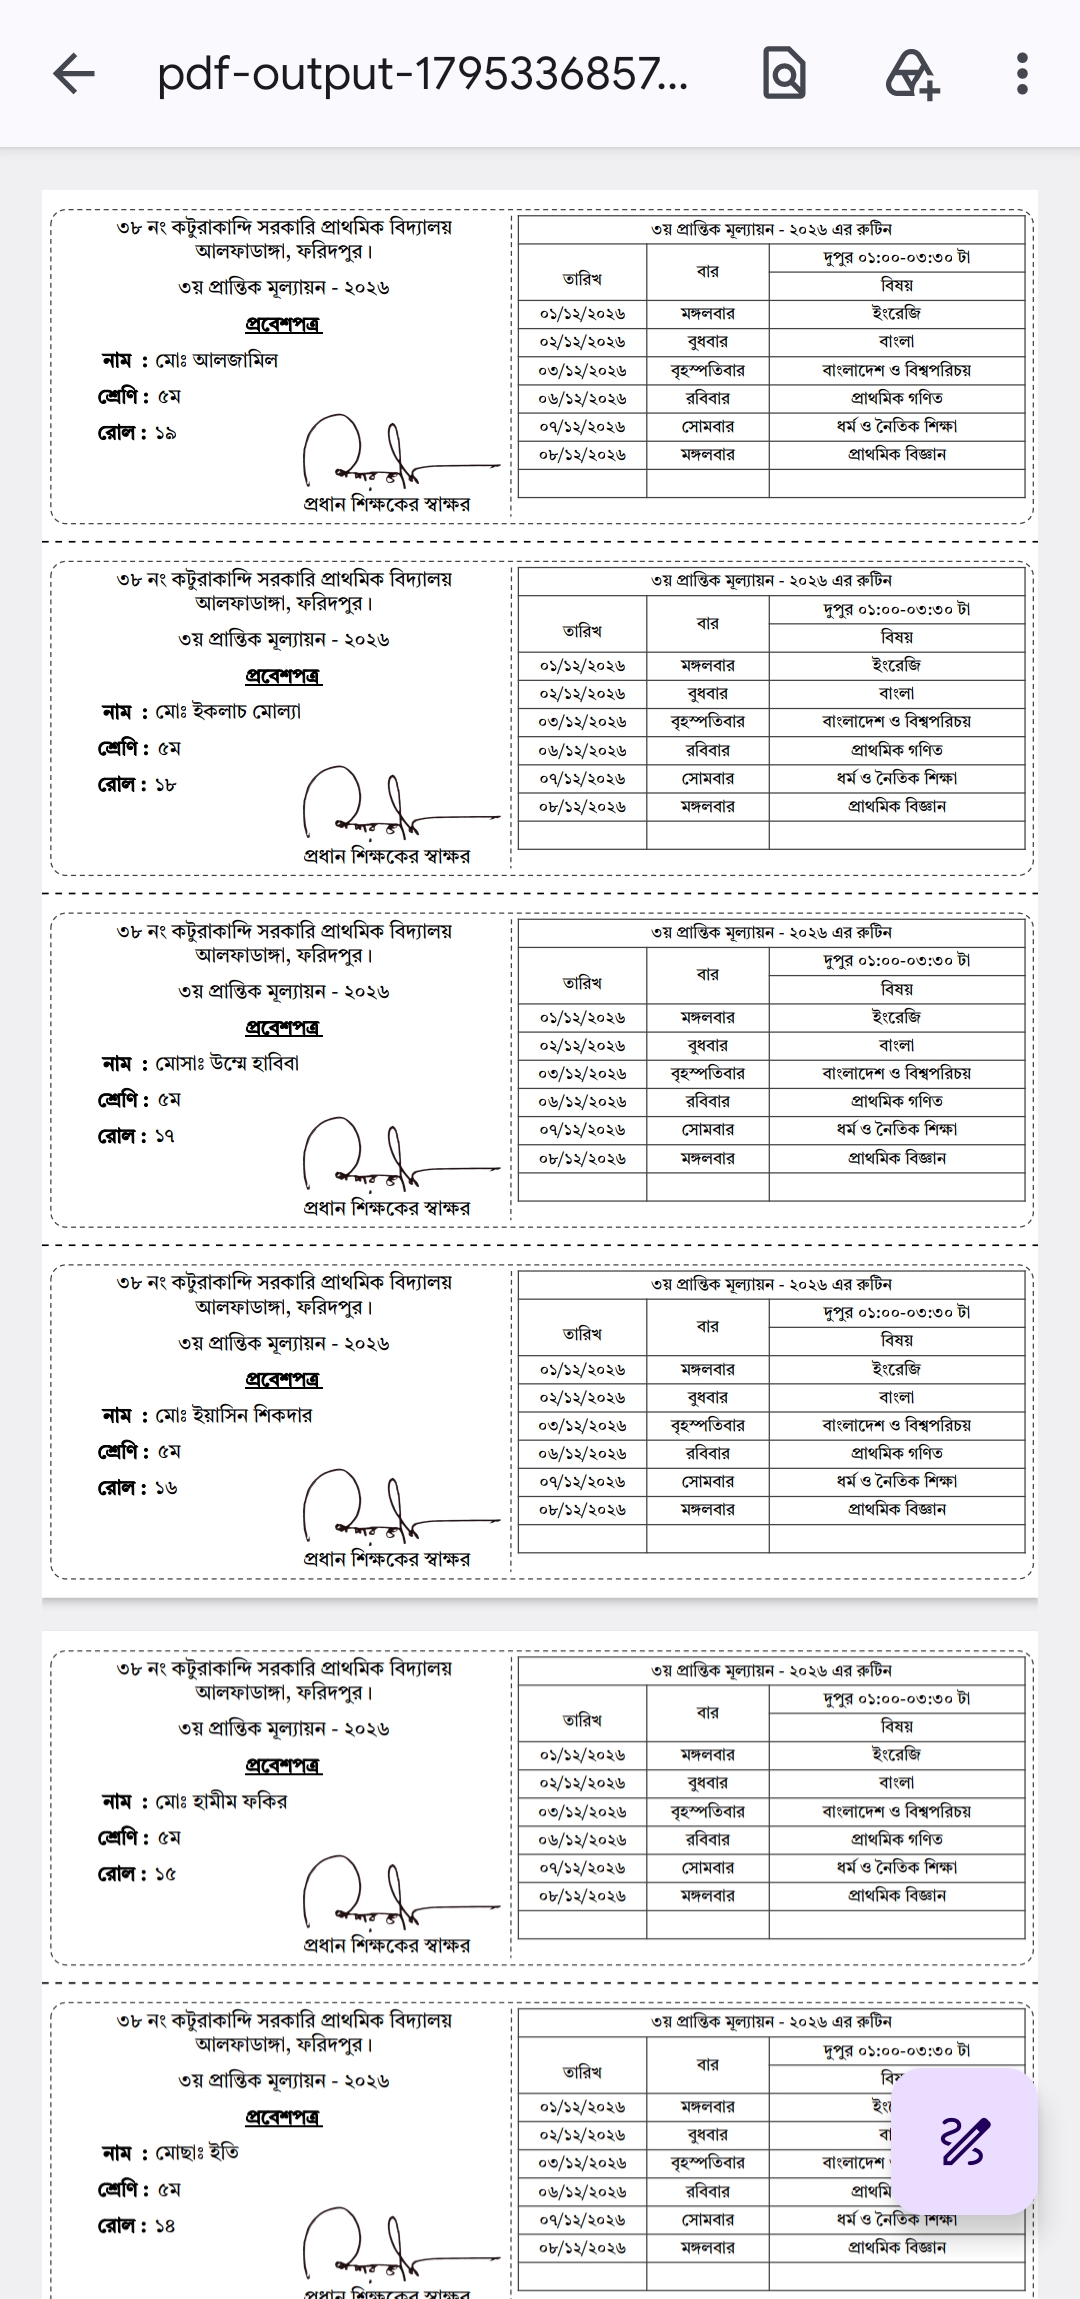 pdf-output-1795336857...
৩৮ নং কটুরাকান্দি সরকারি প্রাথমিক বিদ্যালয়
আলফাডাঙ্গা, ফরিদপুর।
৩য় প্রান্তিক মূল্যায়ন - ২০২৬
প্রবেশপত্র
নাম : মোঃ আলজামিল
শ্রেণি : ৫ম
রোল : ১৯
প্রধান শিক্ষকের স্বাক্ষর
৩য় প্রান্তিক মূল্যায়ন - ২০২৬ এর রুটিন
তারিখ বার দুপুর ০১:০০-০৩:৩০ টা
বিষয়
০১/১২/২০২৬ মঙ্গলবার ইংরেজি
০২/১২/২০২৬ বুধবার বাংলা
০৩/১২/২০২৬ বৃহস্পতিবার বাংলাদেশ ও বিশ্বপরিচয়
০৬/১২/২০২৬ রবিবার প্রাথমিক গণিত
০৭/১২/২০২৬ সোমবার ধর্ম ও নৈতিক শিক্ষা
০৮/১২/২০২৬ মঙ্গলবার প্রাথমিক বিজ্ঞান
৩৮ নং কটুরাকান্দি সরকারি প্রাথমিক বিদ্যালয়
আলফাডাঙ্গা, ফরিদপুর।
৩য় প্রান্তিক মূল্যায়ন - ২০২৬
প্রবেশপত্র
নাম : মোঃ ইকলাচ মোল্যা
শ্রেণি : ৫ম
রোল : ১৮
প্রধান শিক্ষকের স্বাক্ষর
৩য় প্রান্তিক মূল্যায়ন - ২০২৬ এর রুটিন
তারিখ বার দুপুর ০১:০০-০৩:৩০ টা
বিষয়
০১/১২/২০২৬ মঙ্গলবার ইংরেজি
০২/১২/২০২৬ বুধবার বাংলা
০৩/১২/২০২৬ বৃহস্পতিবার বাংলাদেশ ও বিশ্বপরিচয়
০৬/১২/২০২৬ রবিবার প্রাথমিক গণিত
০৭/১২/২০২৬ সোমবার ধর্ম ও নৈতিক শিক্ষা
০৮/১২/২০২৬ মঙ্গলবার প্রাথমিক বিজ্ঞান
৩৮ নং কটুরাকান্দি সরকারি প্রাথমিক বিদ্যালয়
আলফাডাঙ্গা, ফরিদপুর।
৩য় প্রান্তিক মূল্যায়ন - ২০২৬
প্রবেশপত্র
নাম : মোসাঃ উম্মে হাবিবা
শ্রেণি : ৫ম
রোল : ১৭
প্রধান শিক্ষকের স্বাক্ষর
৩য় প্রান্তিক মূল্যায়ন - ২০২৬ এর রুটিন
তারিখ বার দুপুর ০১:০০-০৩:৩০ টা
বিষয়
০১/১২/২০২৬ মঙ্গলবার ইংরেজি
০২/১২/২০২৬ বুধবার বাংলা
০৩/১২/২০২৬ বৃহস্পতিবার বাংলাদেশ ও বিশ্বপরিচয়
০৬/১২/২০২৬ রবিবার প্রাথমিক গণিত
০৭/১২/২০২৬ সোমবার ধর্ম ও নৈতিক শিক্ষা
০৮/১২/২০২৬ মঙ্গলবার প্রাথমিক বিজ্ঞান
৩৮ নং কটুরাকান্দি সরকারি প্রাথমিক বিদ্যালয়
আলফাডাঙ্গা, ফরিদপুর।
৩য় প্রান্তিক মূল্যায়ন - ২০২৬
প্রবেশপত্র
নাম : মোঃ ইয়াসিন শিকদার
শ্রেণি : ৫ম
রোল : ১৬
প্রধান শিক্ষকের স্বাক্ষর
৩য় প্রান্তিক মূল্যায়ন - ২০২৬ এর রুটিন
তারিখ বার দুপুর ০১:০০-০৩:৩০ টা
বিষয়
০১/১২/২০২৬ মঙ্গলবার ইংরেজি
০২/১২/২০২৬ বুধবার বাংলা
০৩/১২/২০২৬ বৃহস্পতিবার বাংলাদেশ ও বিশ্বপরিচয়
০৬/১২/২০২৬ রবিবার প্রাথমিক গণিত
০৭/১২/২০২৬ সোমবার ধর্ম ও নৈতিক শিক্ষা
০৮/১২/২০২৬ মঙ্গলবার প্রাথমিক বিজ্ঞান
৩৮ নং কটুরাকান্দি সরকারি প্রাথমিক বিদ্যালয়
আলফাডাঙ্গা, ফরিদপুর।
৩য় প্রান্তিক মূল্যায়ন - ২০২৬
প্রবেশপত্র
নাম : মোঃ হামীম ফকির
শ্রেণি : ৫ম
রোল : ১৫
প্রধান শিক্ষকের স্বাক্ষর
৩য় প্রান্তিক মূল্যায়ন - ২০২৬ এর রুটিন
তারিখ বার দুপুর ০১:০০-০৩:৩০ টা
বিষয়
০১/১২/২০২৬ মঙ্গলবার ইংরেজি
০২/১২/২০২৬ বুধবার বাংলা
০৩/১২/২০২৬ বৃহস্পতিবার বাংলাদেশ ও বিশ্বপরিচয়
০৬/১২/২০২৬ রবিবার প্রাথমিক গণিত
০৭/১২/২০২৬ সোমবার ধর্ম ও নৈতিক শিক্ষা
০৮/১২/২০২৬ মঙ্গলবার প্রাথমিক বিজ্ঞান
৩৮ নং কটুরাকান্দি সরকারি প্রাথমিক বিদ্যালয়
আলফাডাঙ্গা, ফরিদপুর।
৩য় প্রান্তিক মূল্যায়ন - ২০২৬
প্রবেশপত্র
নাম : মোছাঃ ইতি
শ্রেণি : ৫ম
রোল : ১৪
প্রধান শিক্ষকের স্বাক্ষর
৩য় প্রান্তিক মূল্যায়ন - ২০২৬ এর রুটিন
তারিখ বার দুপুর ০১:০০-০৩:৩০ টা
০১/১২/২০২৬ মঙ্গলবার
০২/১২/২০২৬ বুধবার
০৩/১২/২০২৬ বৃহস্পতিবার বাংলাদেশ
০৬/১২/২০২৬ রবিবার
০৭/১২/২০২৬ সোমবার ধর্ম ও নৈতিক শিক্ষা
০৮/১২/২০২৬ মঙ্গলবার প্রাথমিক বিজ্ঞান